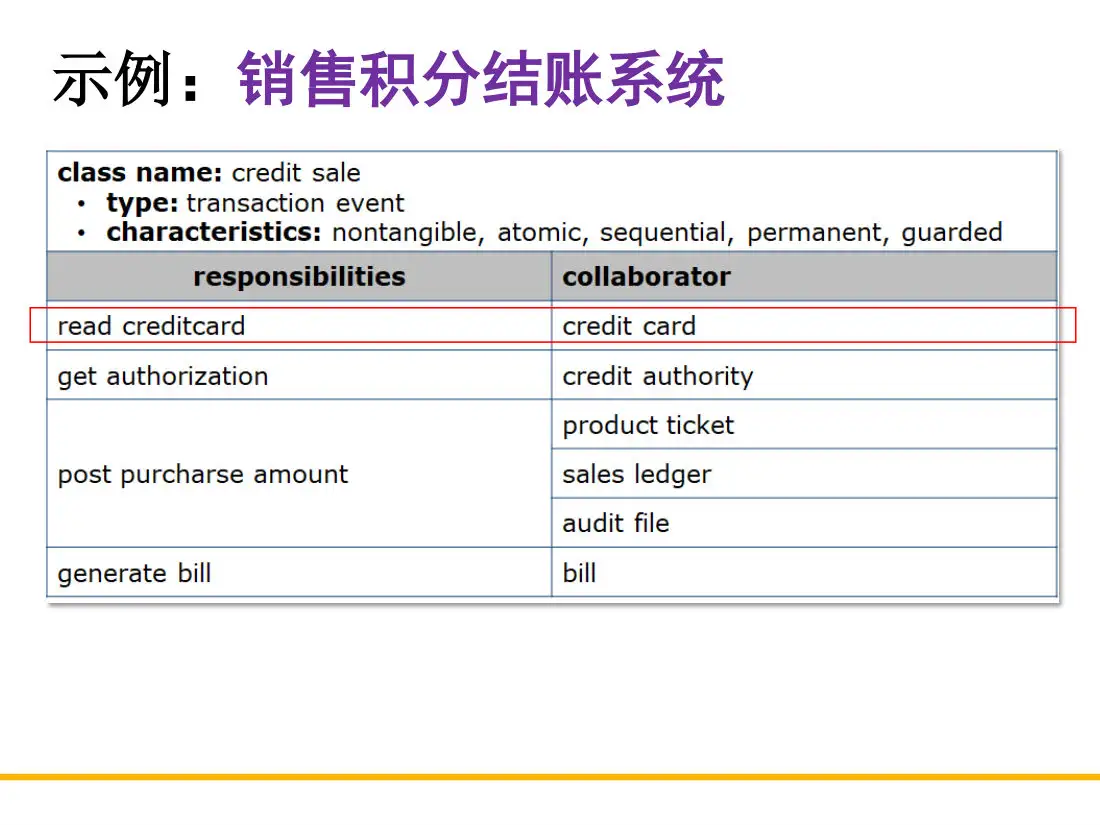 示例：销售积分结账系统
class name: credit sale
• type: transaction event
• characteristics: nontangible, atomic, sequential, permanent, guarded
responsibilities collaborator
read creditcard credit card
get authorization credit authority
product ticket
post purcharse amount sales ledger
audit file
generate bill bill